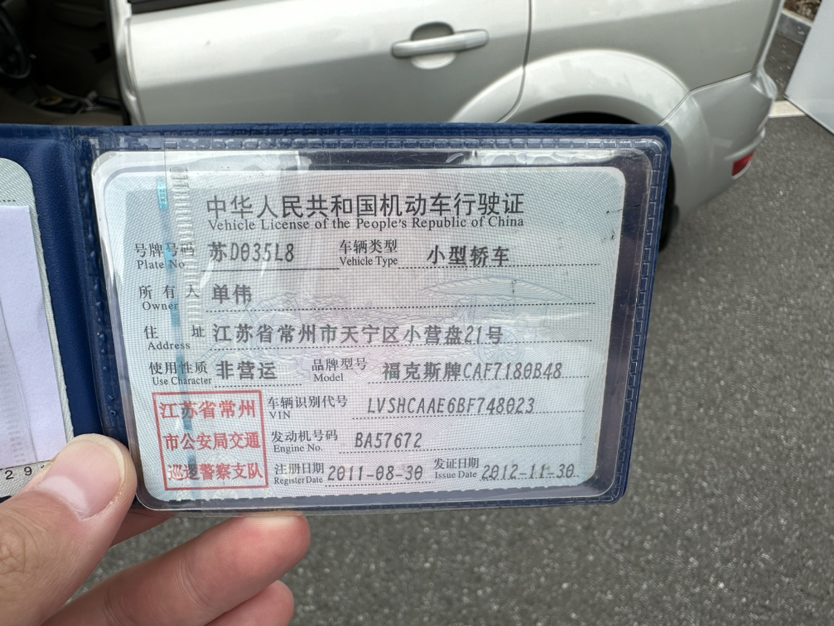 中华人民共和国机动车行驶证
Vehicle License of the People's Republic of China
号牌号码 苏D035L8 车辆类型 小型轿车
Plate No. Vehicle Type
所有人 单伟
Owner
住址 江苏省常州市天宁区小营盘21号
Address
使用性质 非营运 品牌型号 福克斯牌CAF7180B48
Use Character Model
江苏省常州
市公安局交通
巡逻警察支队
车辆识别代号 LVSHCAAE6BF748023
VIN
发动机号码 BA57672
Engine No.
注册日期 2011-08-30 发证日期 2012-11-30
Register Date Issue Date
29